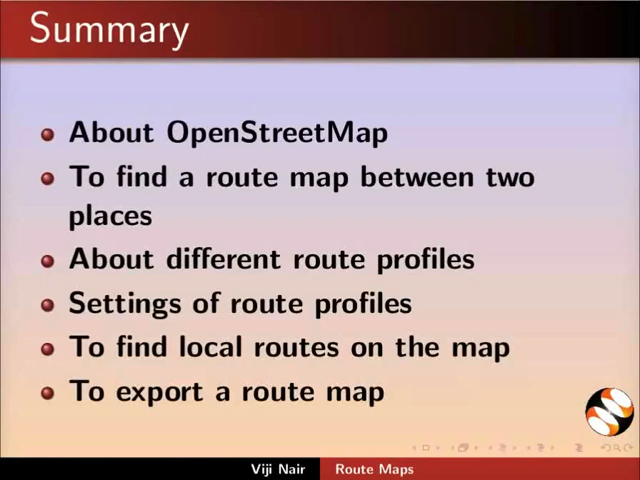 Summary
About OpenStreetMap
To find a route map between two
places
About different route profiles
Settings of route profiles
To find local routes on the map
To export a route map
Viji Nair
Route Maps